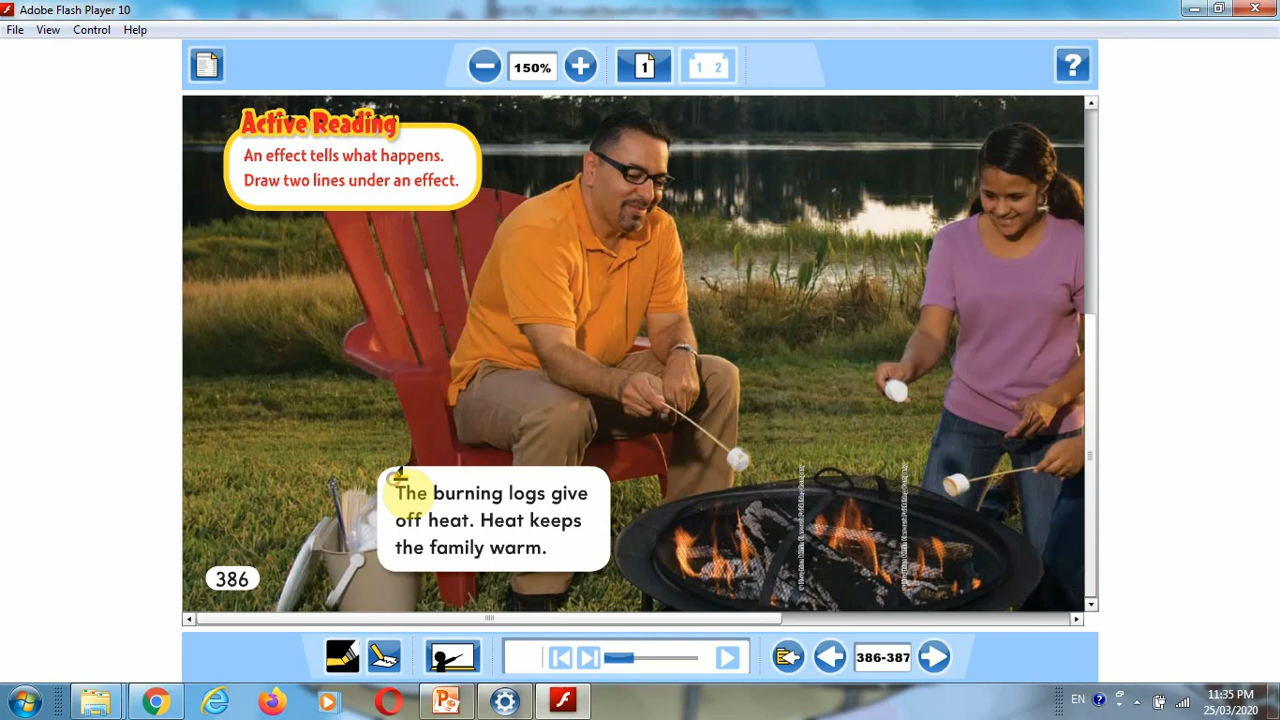 Adobe Flash Player 10
File View Control Help
150%
1
1 2
?
Active Reading
An effect tells what happens.
Draw two lines under an effect.
The burning logs give
off heat. Heat keeps
the family warm.
386
386-387
EN
11:35 PM
25/03/2020